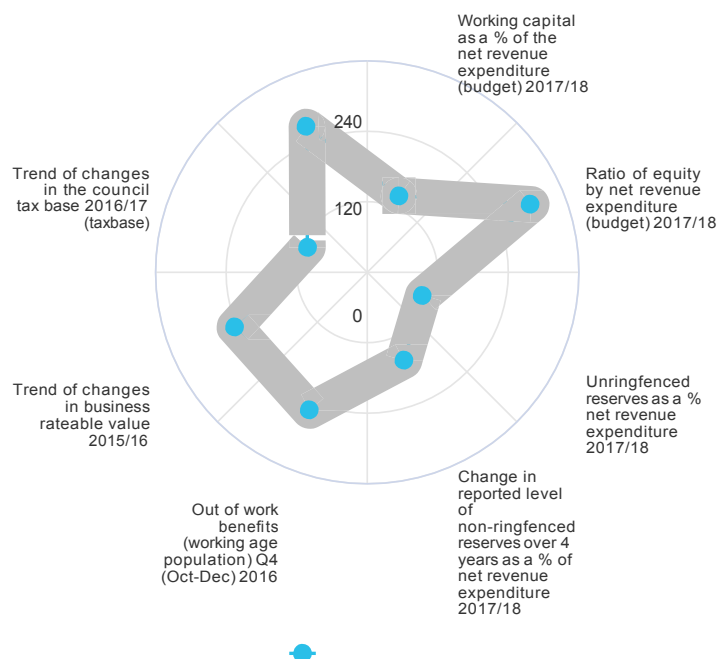 Working capital
as a % of the
net revenue
expenditure
(budget) 2017/18
240
Trend of changes
in the council
tax base 2016/17
(taxbase)
Ratio of equity
by net revenue
expenditure
(budget) 2017/18
120
0
Trend of changes
in business
rateable value
2015/16
Unringfenced
reserves as a %
net revenue
expenditure
2017/18
Out of work
benefits
(working age
population) Q4
(Oct-Dec) 2016
Change in
reported level
of
non-ringfenced
reserves over 4
years as a % of
net revenue
expenditure
2017/18